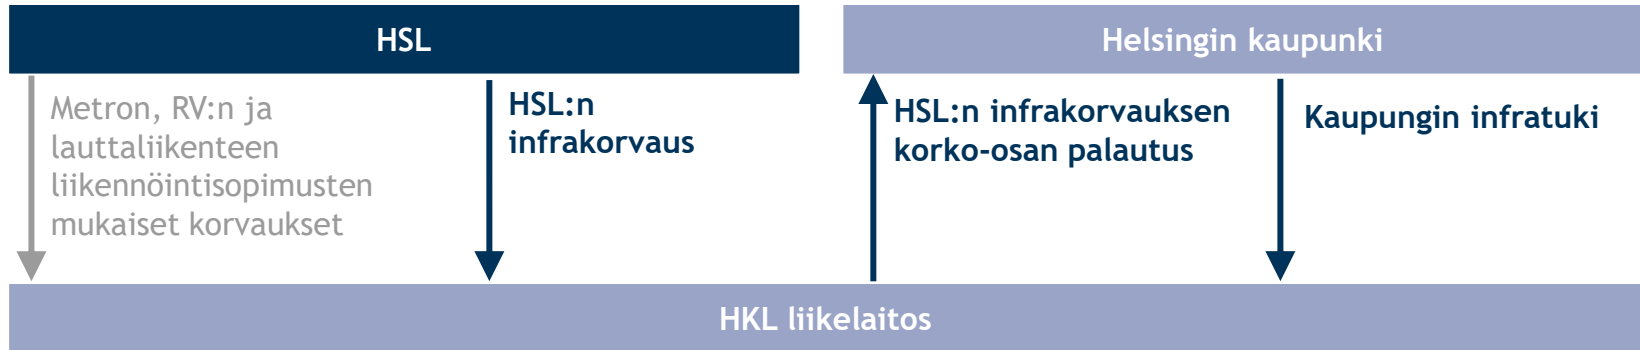 HSL
Helsingin kaupunki
Metron, RV:n ja
lauttaliikenteen
liikennöintisopimusten
mukaiset korvaukset
HSL:n
infrakorvaus
HSL:n infrakorvauksen
korko-osan palautus
Kaupungin infratuki
HKL liikelaitos